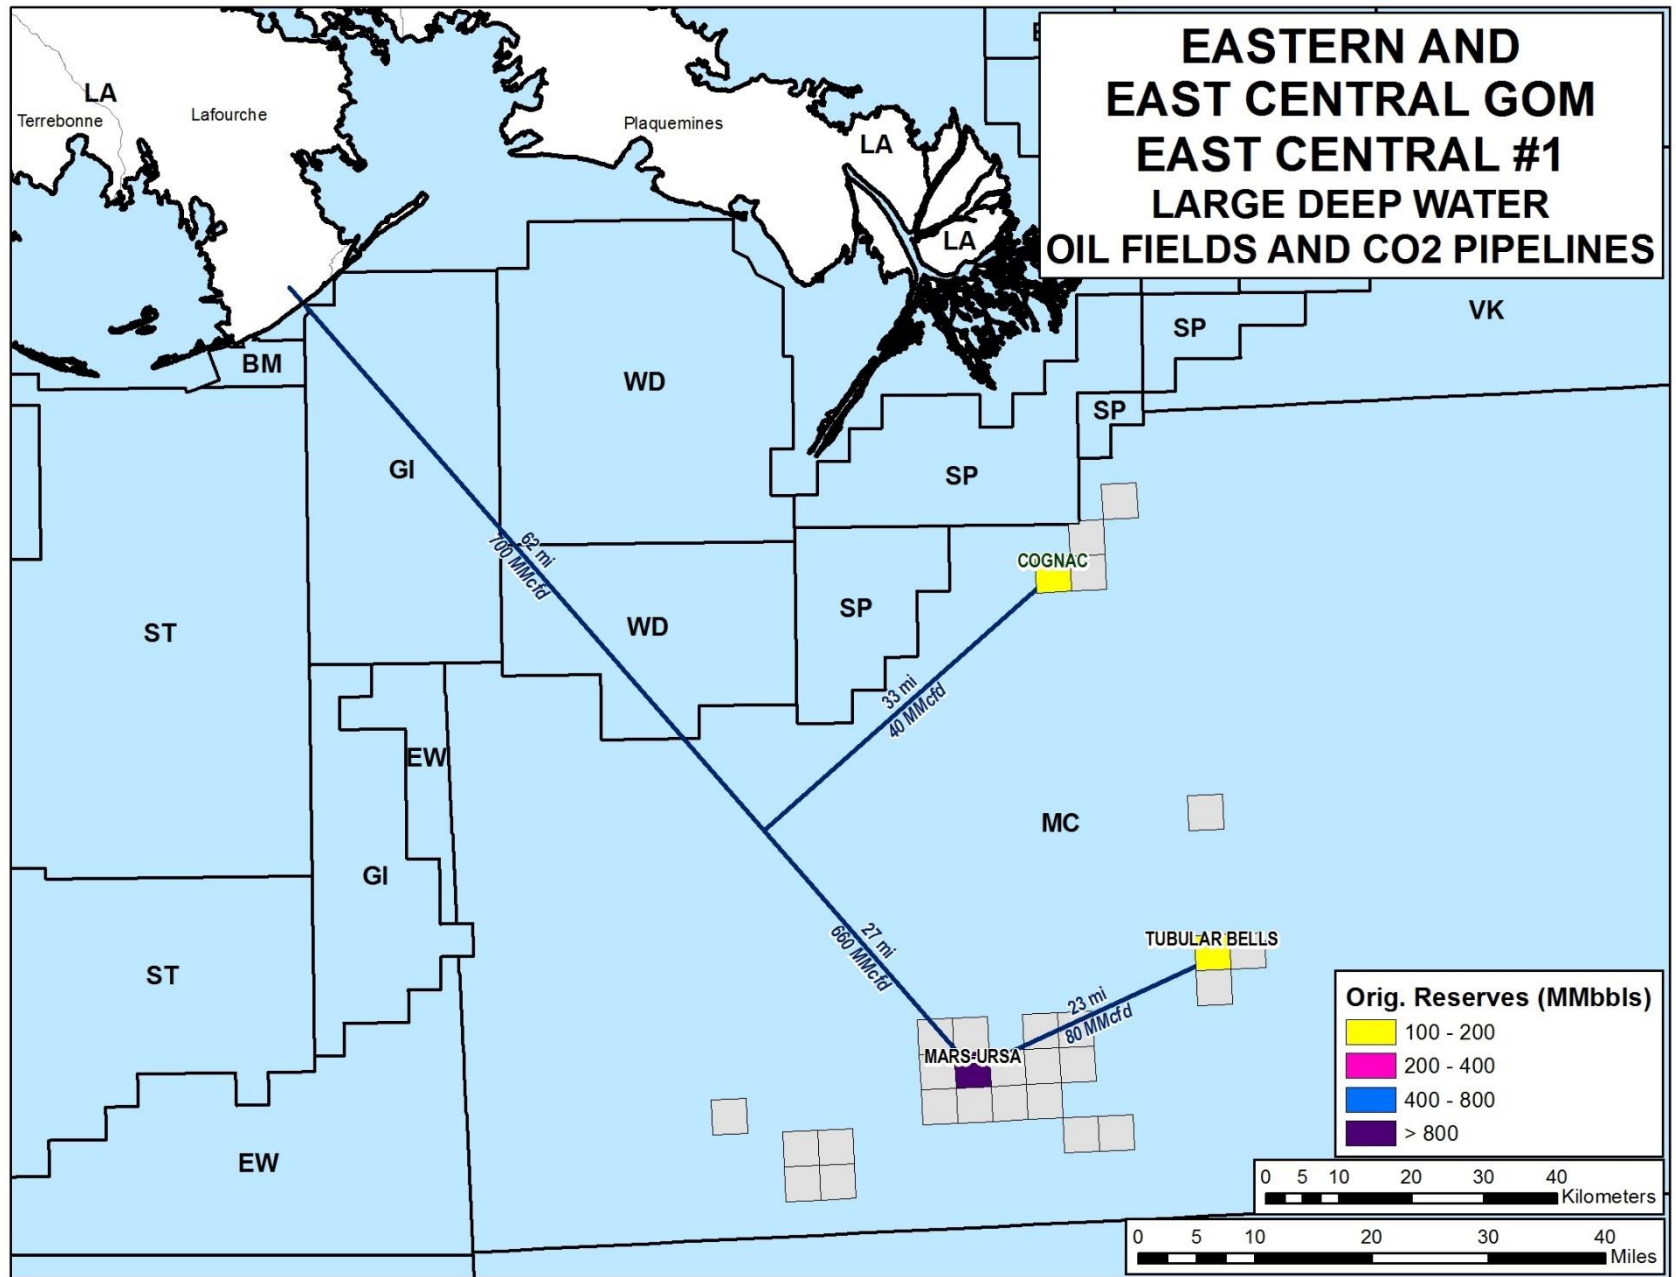 EASTERN AND
EAST CENTRAL GOM
EAST CENTRAL #1
LARGE DEEP WATER
OIL FIELDS AND CO2 PIPELINES
LA
Terrebonne
Lafourche
Plaquemines
LA
LA
VK
SP
BM
WD
SP
GI
SP
62 mi
700 MMcfd
COGNAC
SP
WD
ST
33 mi
40 MMcfd
EW
MC
GI
27 mi
660 MMcfd
TUBULAR BELLS
ST
23 mi
80 MMcfd
MARS-URSA
EW
Orig. Reserves (MMbbls)
100 - 200
200 - 400
400 - 800
> 800
0 5 10 20 30 40
Kilometers
0 5 10 20 30 40
Miles